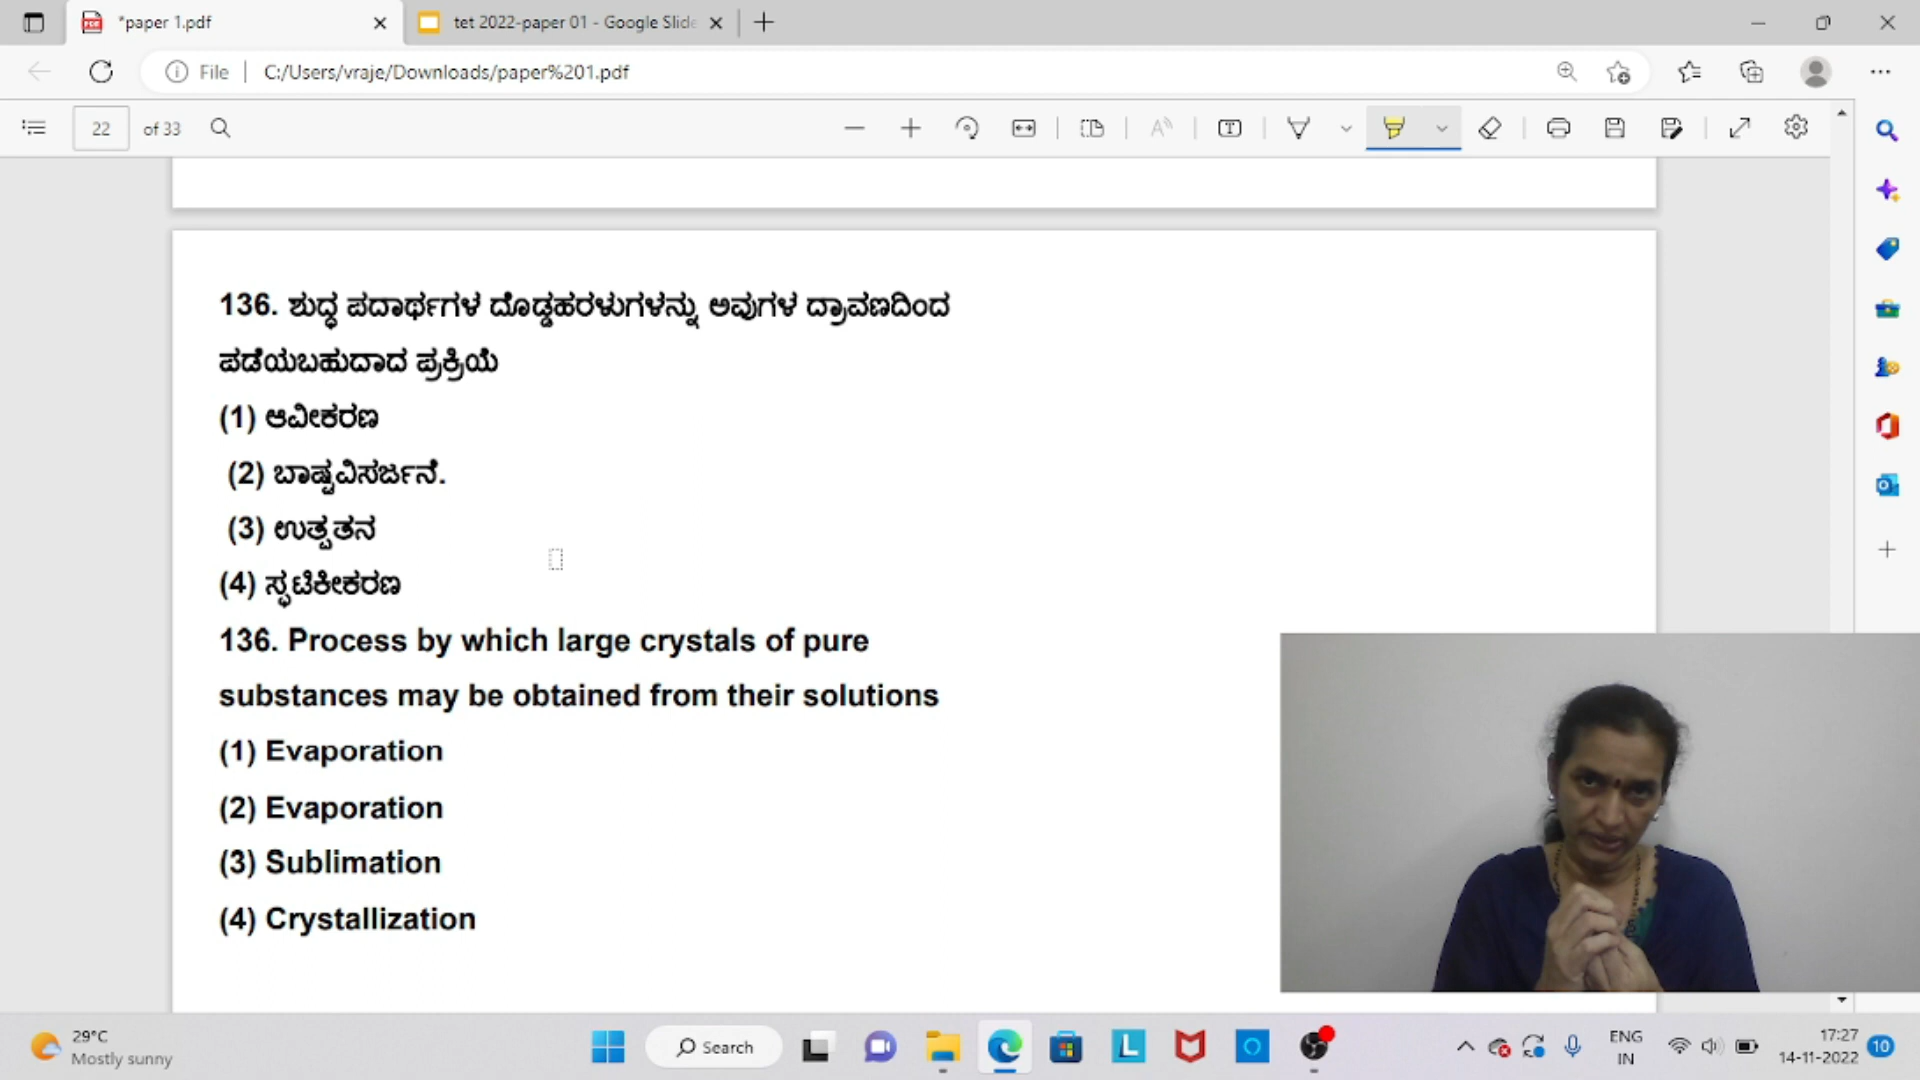 *paper 1.pdf
tet 2022-paper 01 - Google Slide
File
C:/Users/vraje/Downloads/paper%201.pdf
22 of 33
136. ಶುದ್ಧ ಪದಾರ್ಥಗಳ ದೊಡ್ಡಹರಳುಗಳನ್ನು ಅವುಗಳ ದ್ರಾವಣದಿಂದ
ಪಡೆಯಬಹುದಾದ ಪ್ರಕ್ರಿಯೆ
(1) ಆವೀಕರಣ
(2) ಬಾಷ್ಟವಿಸರ್ಜನೆ.
(3) ಉತ್ಪತನ
(4) ಸ್ಫಟಿಕೀಕರಣ
136. Process by which large crystals of pure
substances may be obtained from their solutions
(1) Evaporation
(2) Evaporation
(3) Sublimation
(4) Crystallization
29°C
Mostly sunny
Search
ENG
IN
17:27
14-11-2022
10